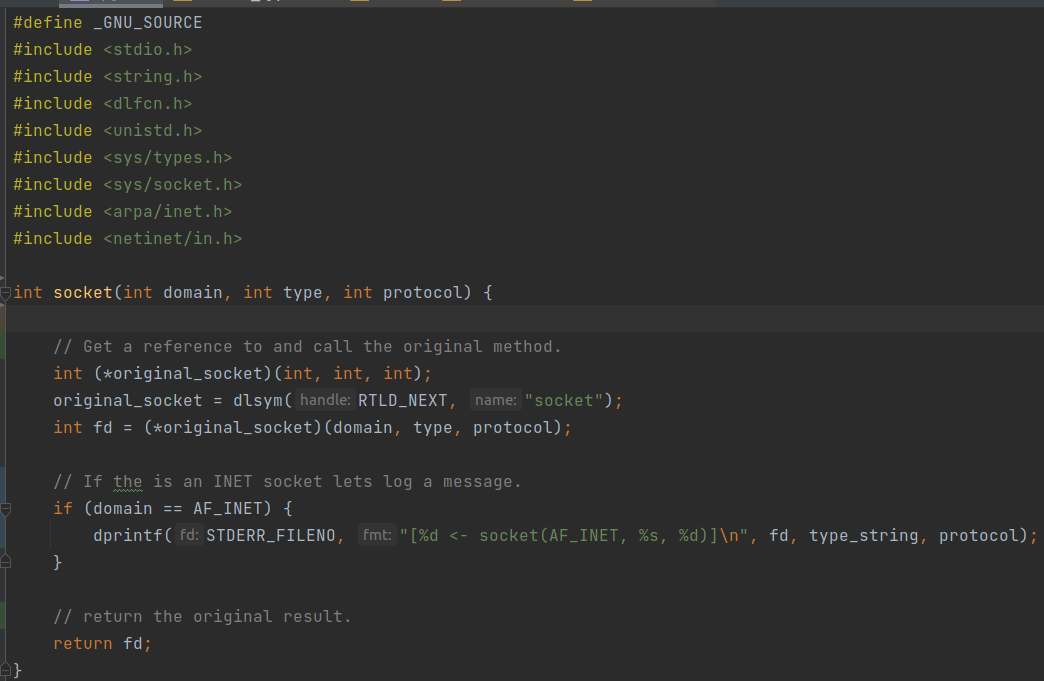 #define _GNU_SOURCE
#include <stdio.h>
#include <string.h>
#include <dlfcn.h>
#include <unistd.h>
#include <sys/types.h>
#include <sys/socket.h>
#include <arpa/inet.h>
#include <netinet/in.h>
int socket(int domain, int type, int protocol) {
// Get a reference to and call the original method.
int (*original_socket)(int, int, int);
original_socket = dlsym( handle: RTLD_NEXT, name: "socket");
int fd = (*original_socket)(domain, type, protocol);
// If the is an INET socket lets log a message.
if (domain == AF_INET) {
dprintf( fd: STDERR_FILENO, fmt: "[%d <- socket(AF_INET, %s, %d)]\n", fd, type_string, protocol);
}
// return the original result.
return fd;
}